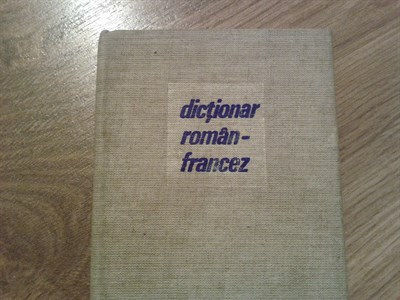 dicționar
român-
francez